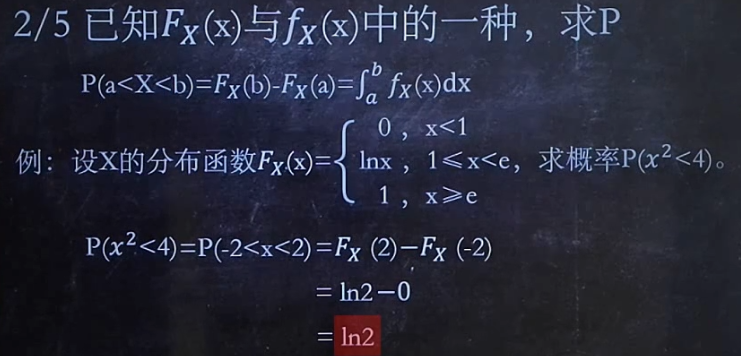 2/5 已知F_X(x)与f_X(x)中的一种，求P
P(a<X<b)=F_X(b)-F_X(a)=∫_a^b f_X(x)dx
0 , x<1
例：设X的分布函数F_X(x)={ lnx , 1⩽x<e，求概率P(x²<4)。
1 , x⩾e
P(x²<4)=P(-2<x<2)=F_X (2)−F_X (-2)
= ln2−0
= ln2